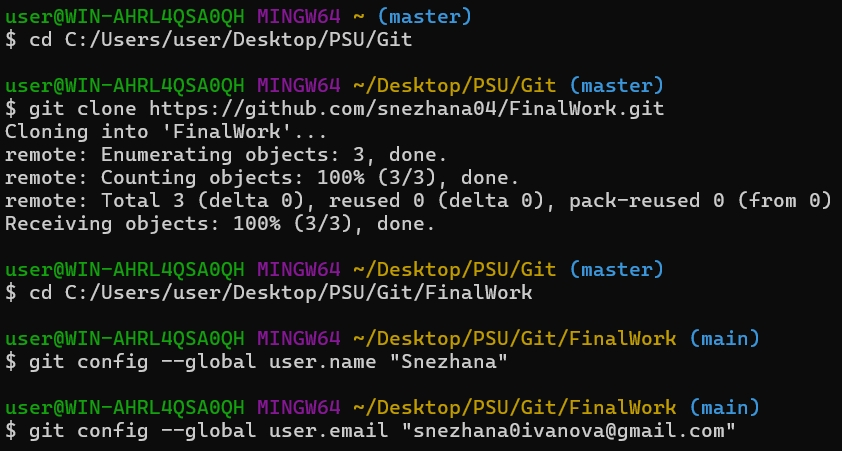 user@WIN-AHRL4QSA0QH MINGW64 ~ (master)
$ cd C:/Users/user/Desktop/PSU/Git
user@WIN-AHRL4QSA0QH MINGW64 ~/Desktop/PSU/Git (master)
$ git clone https://github.com/snezhana04/FinalWork.git
Cloning into 'FinalWork'...
remote: Enumerating objects: 3, done.
remote: Counting objects: 100% (3/3), done.
remote: Total 3 (delta 0), reused 0 (delta 0), pack-reused 0 (from 0)
Receiving objects: 100% (3/3), done.
user@WIN-AHRL4QSA0QH MINGW64 ~/Desktop/PSU/Git (master)
$ cd C:/Users/user/Desktop/PSU/Git/FinalWork
user@WIN-AHRL4QSA0QH MINGW64 ~/Desktop/PSU/Git/FinalWork (main)
$ git config --global user.name "Snezhana"
user@WIN-AHRL4QSA0QH MINGW64 ~/Desktop/PSU/Git/FinalWork (main)
$ git config --global user.email "snezhana0ivanova@gmail.com"